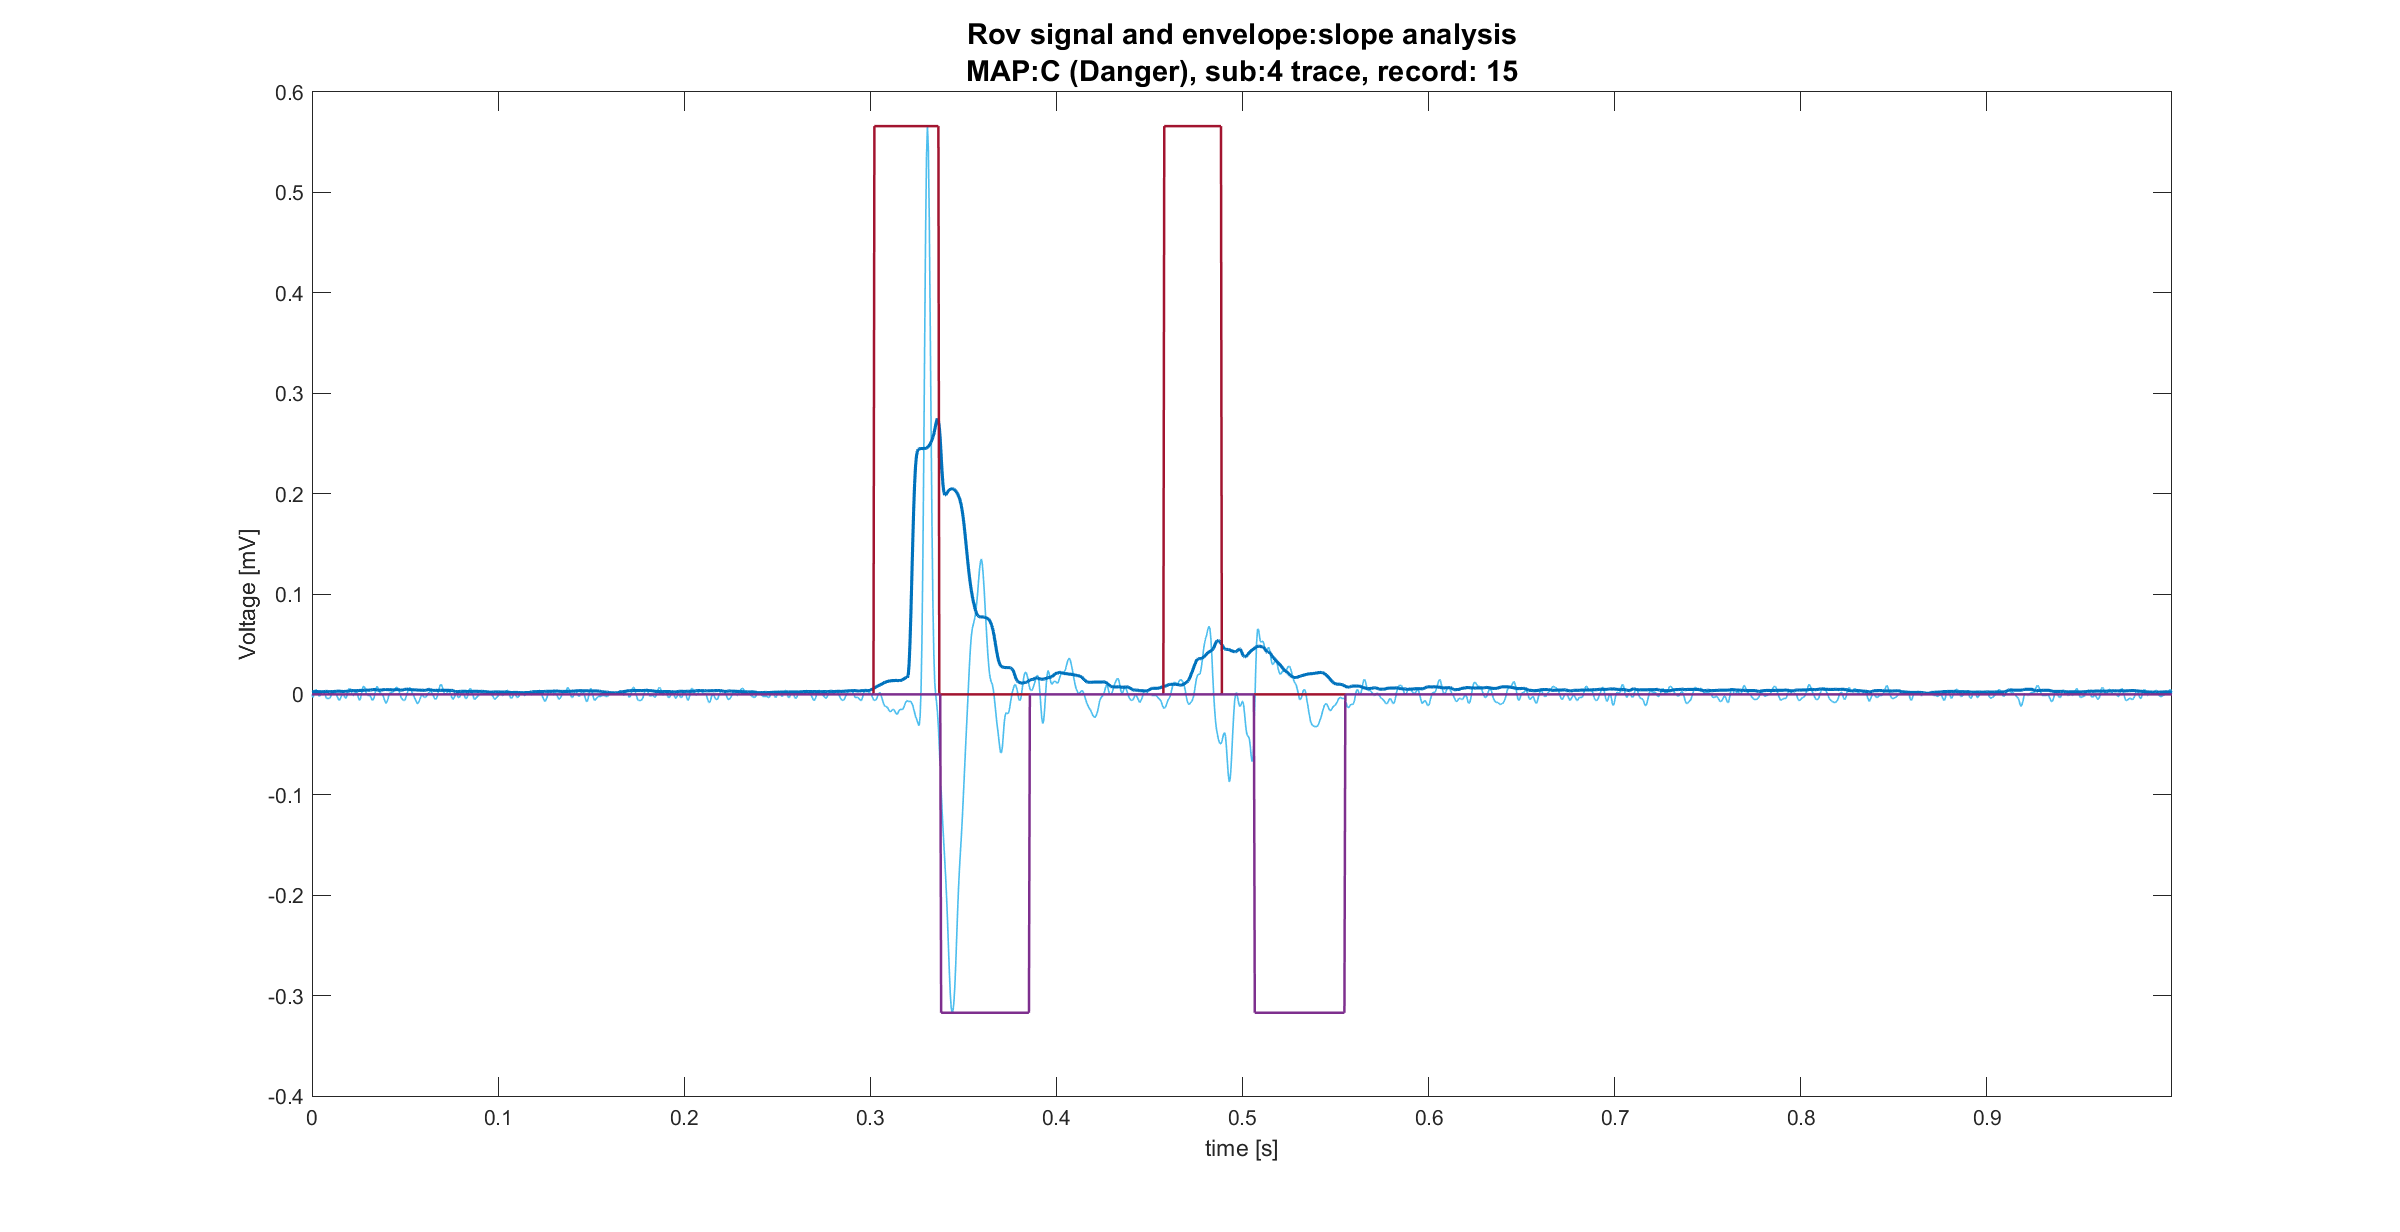 Rov signal and envelope:slope analysis
MAP:C (Danger), sub:4 trace, record: 15
0.6
0.5
0.4
0.3
0.2
0.1
0
-0.1
-0.2
-0.3
-0.4
Voltage [mV]
0 0.1 0.2 0.3 0.4 0.5 0.6 0.7 0.8 0.9
time [s]